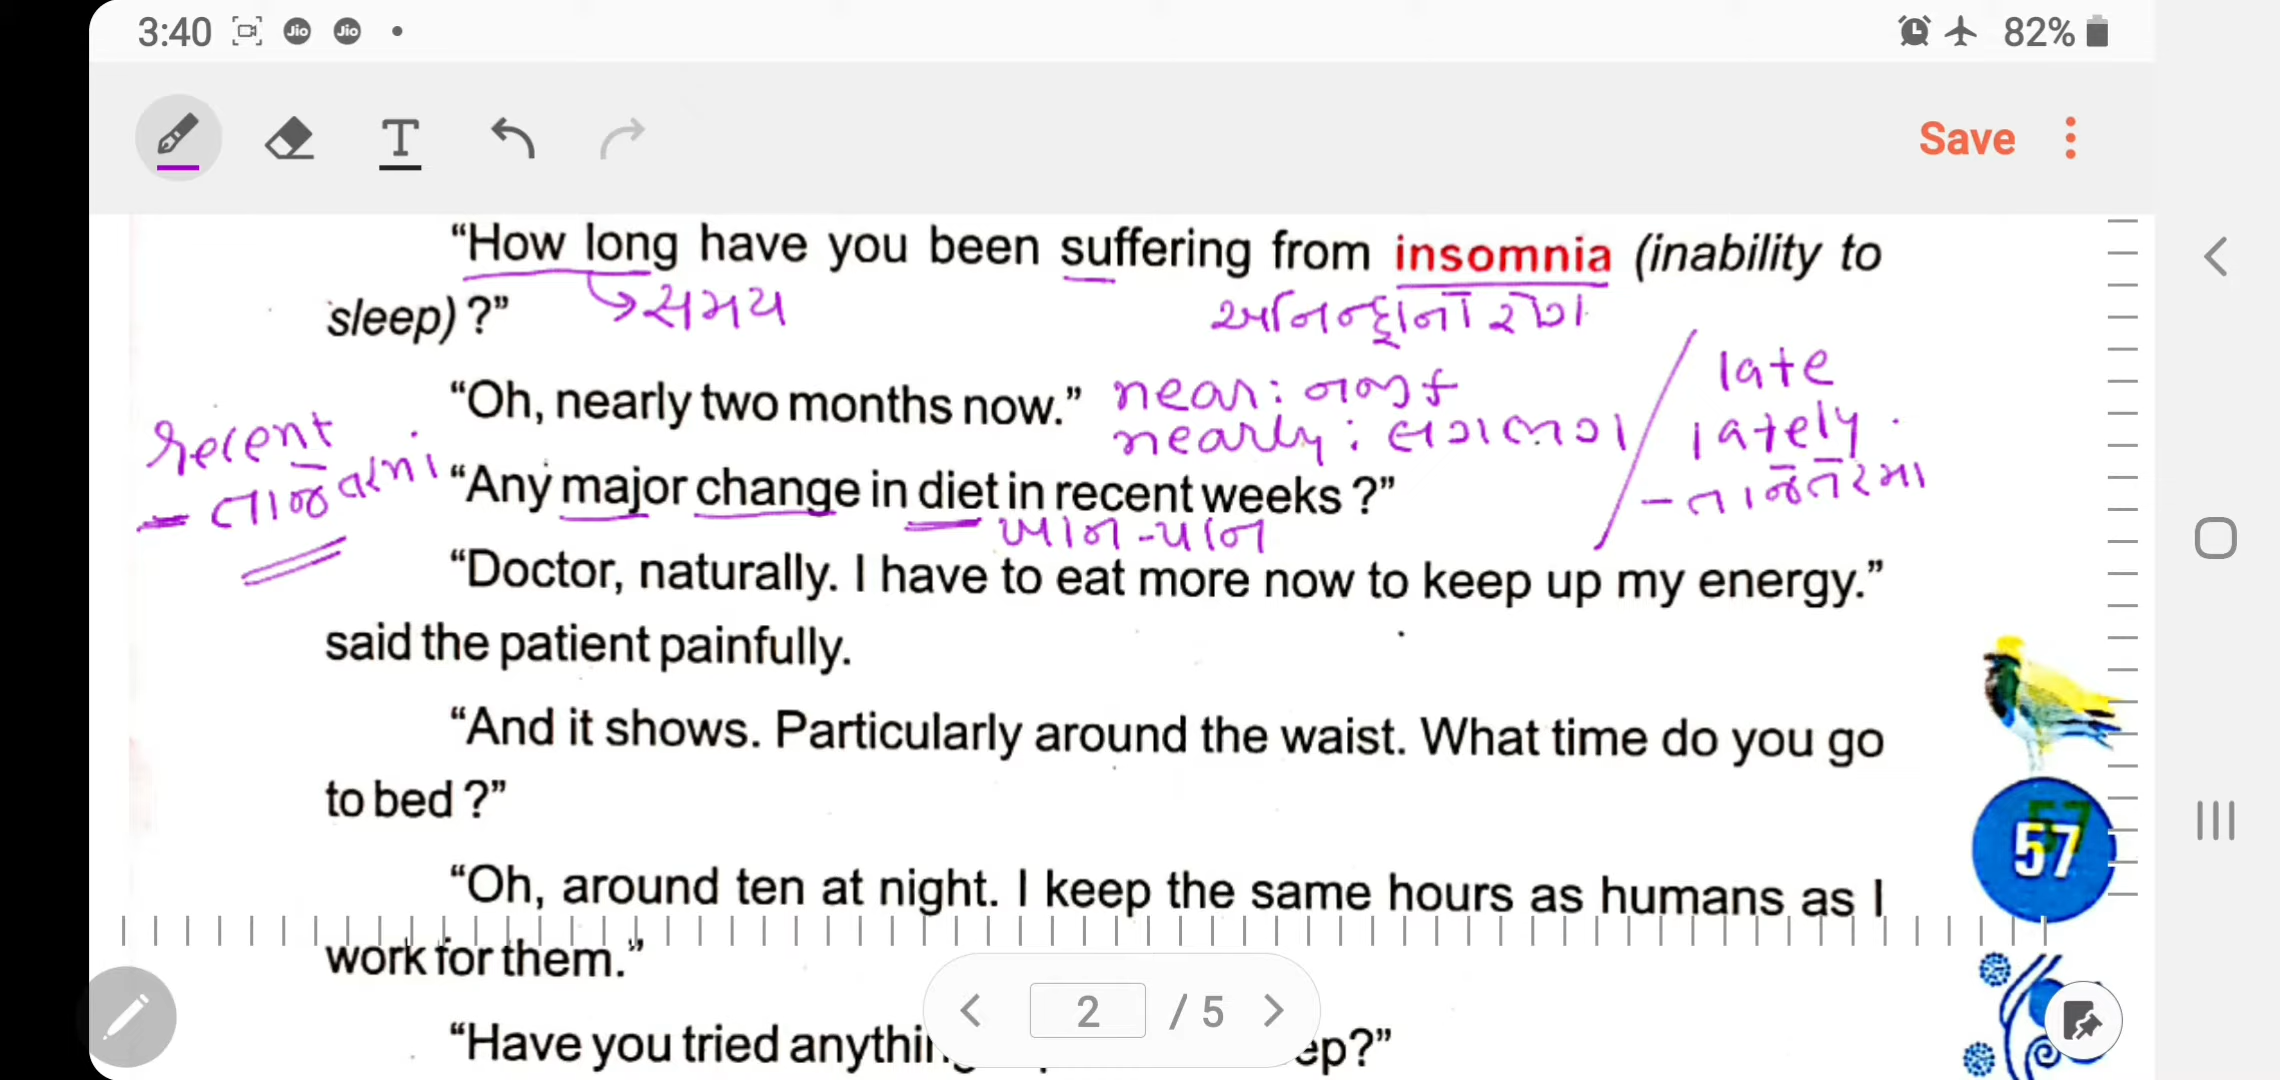 3:40 Jio Jio 82%
T Save
“How long have you been suffering from insomnia (inability to
sleep) ?”
સમય અનિન્દ્રાનો રોગ
“Oh, nearly two months now.” near: નજીક late
recent nearly: લગભગ lately
“Any major change in diet in recent weeks ?”
- તાજેતરમાં
ખાન-પાન
“Doctor, naturally. I have to eat more now to keep up my energy.”
said the patient painfully.
“And it shows. Particularly around the waist. What time do you go
to bed ?”
57
“Oh, around ten at night. I keep the same hours as humans as I
work for them.”
2 / 5
“Have you tried ep?”